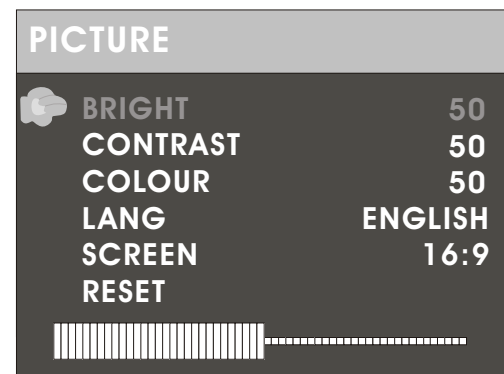 PICTURE
BRIGHT 50
CONTRAST 50
COLOUR 50
LANG ENGLISH
SCREEN 16:9
RESET